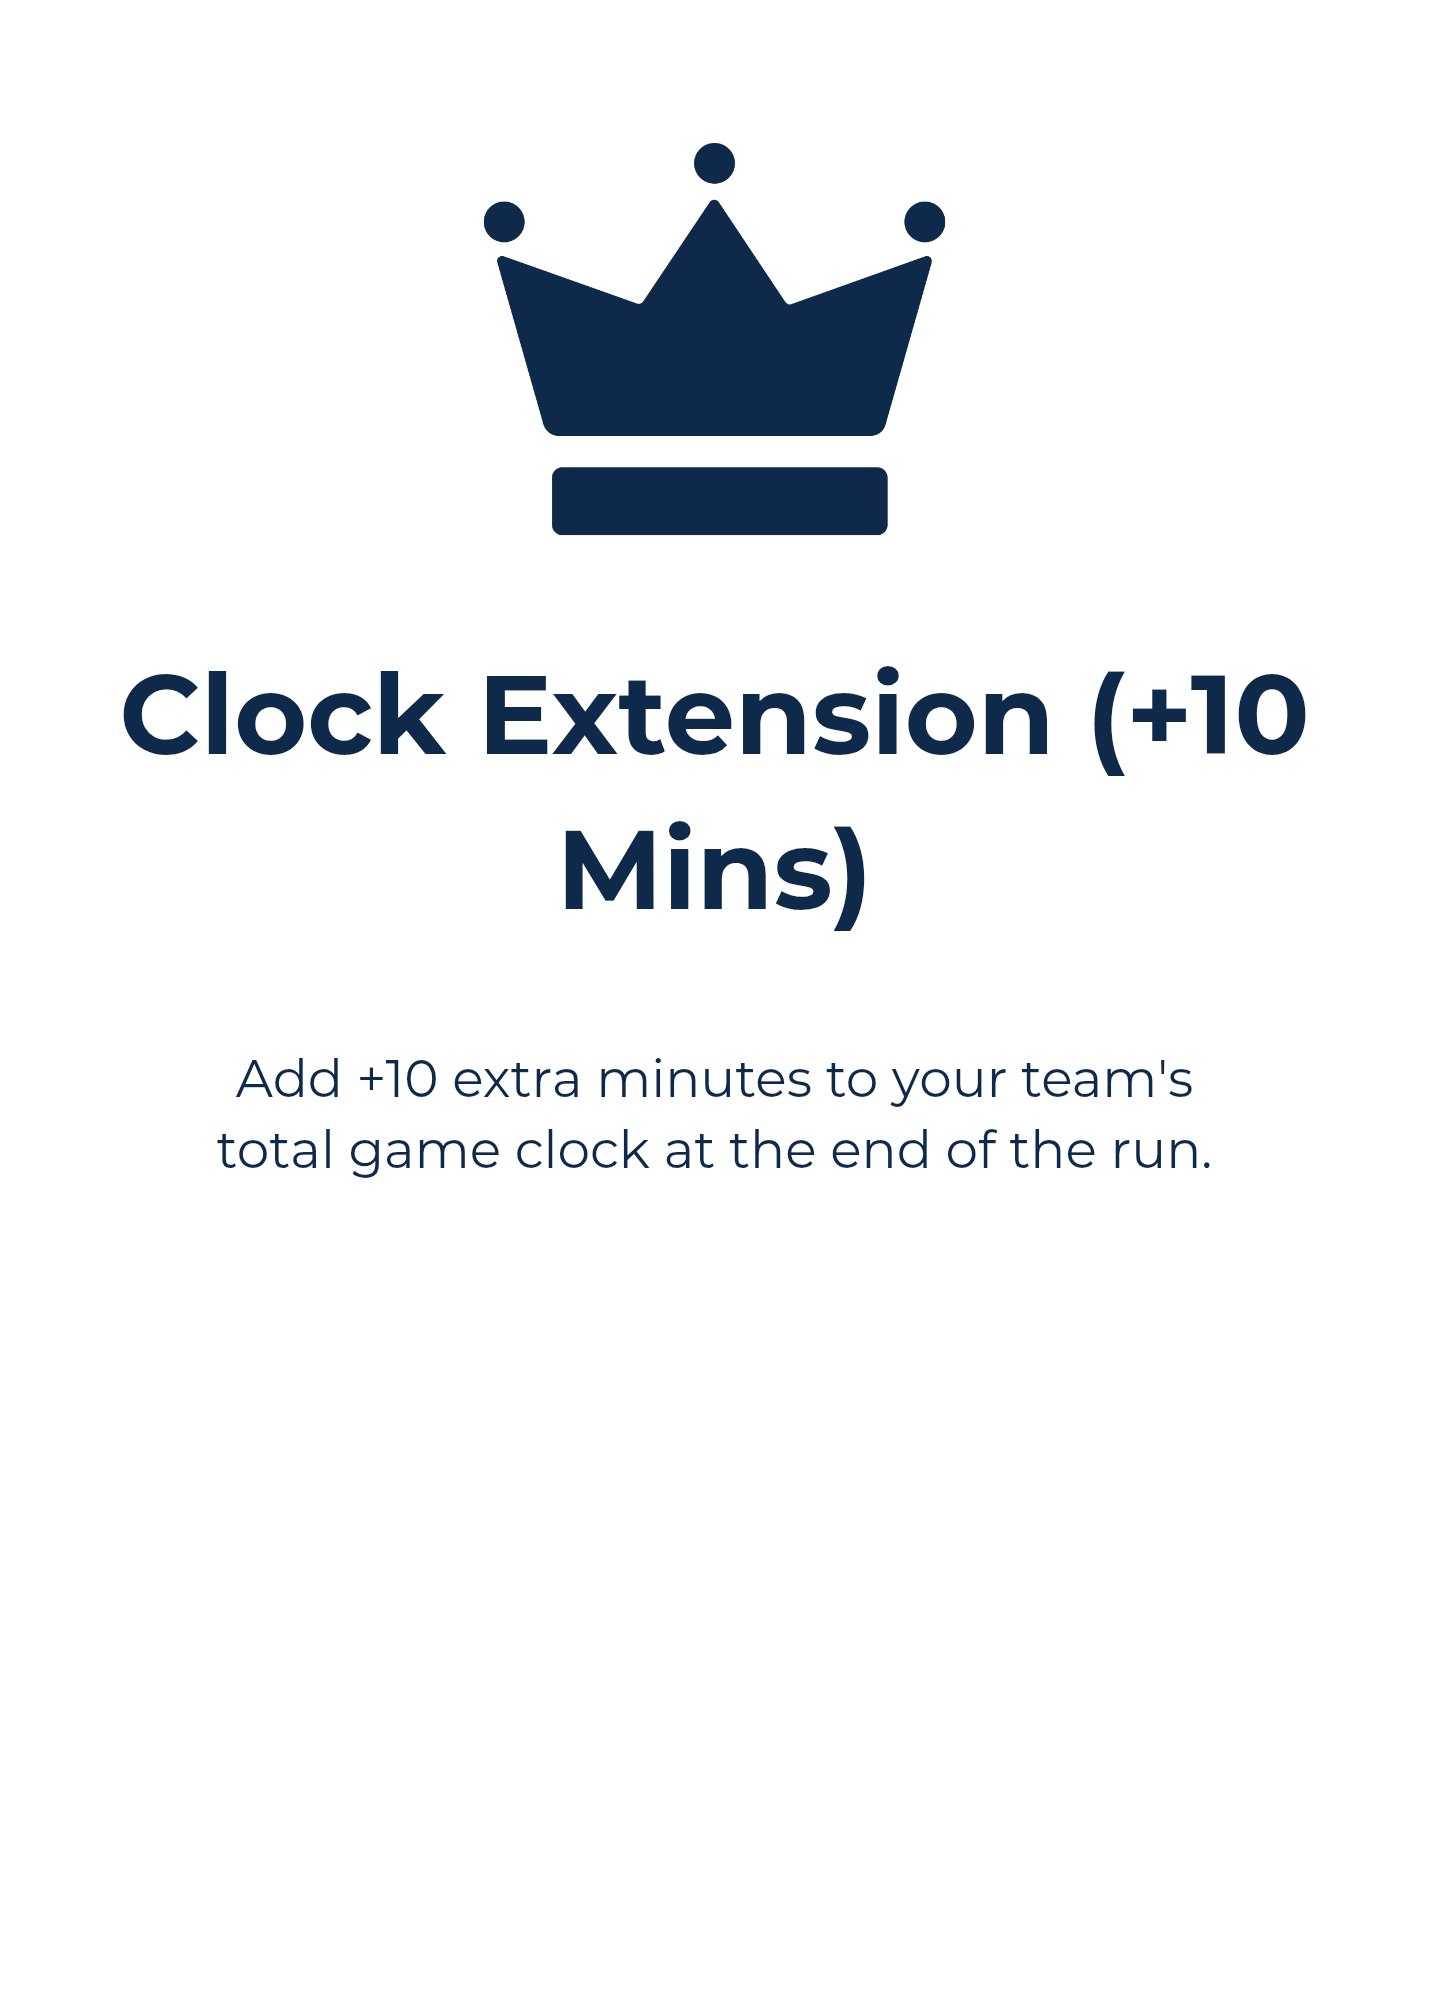 Clock Extension (+10
Mins)
Add +10 extra minutes to your team's
total game clock at the end of the run.